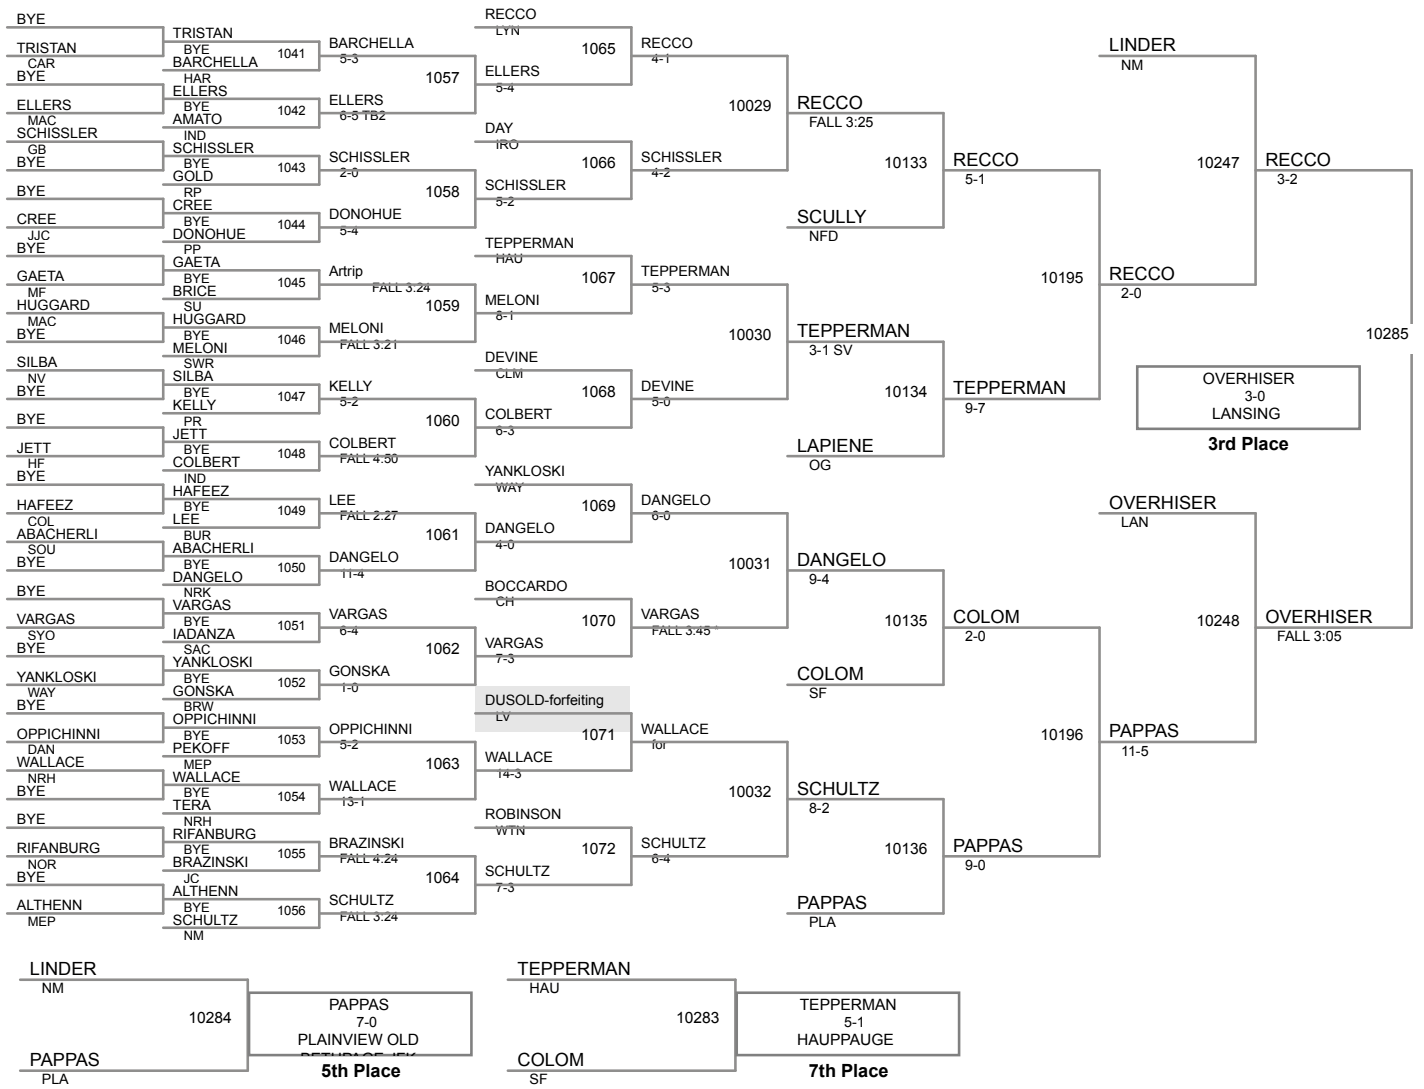 BYE
TRISTAN
CAR
BYE
ELLERS
MAC
SCHISSLER
GB
BYE
BYE
CREE
JJC
BYE
GAETA
MF
HUGGARD
MAC
BYE
SILBA
NV
BYE
BYE
JETT
HF
BYE
HAFEEZ
COL
ABACHERLI
SOU
BYE
BYE
VARGAS
SYO
BYE
YANKLOSKI
WAY
BYE
OPPICHINNI
DAN
WALLACE
NRH
BYE
BYE
RIFANBURG
NOR
BYE
ALTHENN
MEP
TRISTAN
BYE
1041
BARCHELLA
HAR
ELLERS
BYE
1042
AMATO
IND
SCHISSLER
BYE
1043
GOLD
RP
CREE
BYE
1044
DONOHUE
PP
GAETA
BYE
1045
BRICE
SU
HUGGARD
BYE
1046
MELONI
SWR
SILBA
BYE
1047
KELLY
PR
JETT
BYE
1048
COLBERT
IND
HAFEEZ
BYE
1049
LEE
BUR
ABACHERLI
BYE
1050
DANGELO
NRK
VARGAS
BYE
1051
IADANZA
SAC
YANKLOSKI
BYE
1052
GONSKA
BRW
OPPICHINNI
BYE
1053
PEKOFF
MEP
WALLACE
BYE
1054
TERA
NRH
RIFANBURG
BYE
1055
BRAZINSKI
JC
ALTHENN
BYE
1056
SCHULTZ
NM
BARCHELLA
5-3
1057
ELLERS
6-5 TB2
SCHISSLER
2-0
1058
DONOHUE
5-4
Artrip
FALL 3:24
1059
MELONI
FALL 3:21
KELLY
5-2
1060
COLBERT
FALL 4:50
LEE
FALL 2:27
1061
DANGELO
11-4
VARGAS
6-4
1062
GONSKA
1-0
OPPICHINNI
5-2
1063
WALLACE
13-1
BRAZINSKI
FALL 4:24
1064
SCHULTZ
FALL 3:24
RECCO
LYN
1065
ELLERS
5-4
DAY
IRO
1066
SCHISSLER
5-2
TEPPERMAN
HAU
1067
MELONI
8-1
DEVINE
CLM
1068
COLBERT
6-3
YANKLOSKI
WAY
1069
DANGELO
4-0
BOCCARDO
CH
1070
VARGAS
7-3
DUSOLD-forfeiting
LV
1071
WALLACE
14-3
ROBINSON
WTN
1072
SCHULTZ
7-3
RECCO
4-1
10029
SCHISSLER
4-2
TEPPERMAN
5-3
10030
DEVINE
5-0
DANGELO
6-0
10031
VARGAS
FALL 3:45 *
WALLACE
for
10032
SCHULTZ
6-4
RECCO
FALL 3:25
10133
SCULLY
NFD
TEPPERMAN
3-1 SV
10134
LAPIENE
OG
DANGELO
9-4
10135
COLOM
SF
SCHULTZ
8-2
10136
PAPPAS
PLA
RECCO
5-1
10195
TEPPERMAN
9-7
COLOM
2-0
10196
PAPPAS
9-0
LINDER
NM
10247
RECCO
2-0
OVERHISER
LAN
10248
PAPPAS
11-5
RECCO
3-2
10285
OVERHISER
FALL 3:05
OVERHISER
3-0
LANSING
3rd Place
LINDER
NM
10284
PAPPAS
PLA
PAPPAS
7-0
PLAINVIEW OLD
BETHPAGE JFK
5th Place
TEPPERMAN
HAU
10283
COLOM
SF
TEPPERMAN
5-1
HAUPPAUGE
7th Place